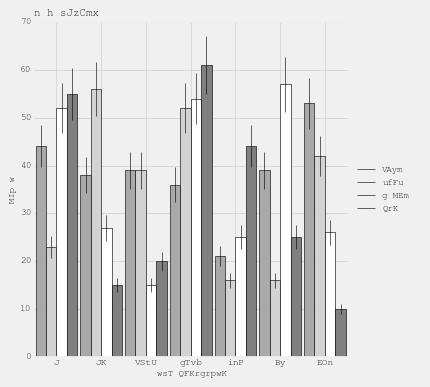 n h sJzCmx
70
60
50
40
30
20
10
0
MIp w
J JK VStU gTvb inP By EOn
wsT QFKrgrpwK
VAym
ufFu
g MEm
QrK